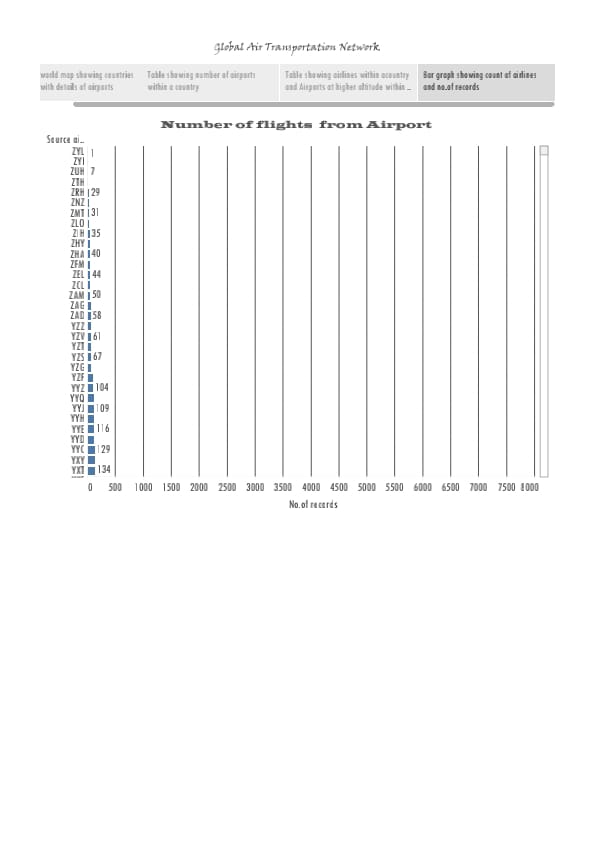 Global Air Transportation Network
world map showing countries
with details of airports
Table showing number of airports
within a country
Table showing airlines within acountry
and Airports at higher altitude within ...
Bar graph showing count of airlines
and no.of records
Number of flights from Airport
Source ai...
ZYL 1
ZYI
ZUH 7
ZTH
ZRH 29
ZNZ
ZMT 31
ZLO
ZIH 35
ZHY
ZHA 40
ZFM
ZEL 44
ZCL
ZAM 50
ZAG
ZAD 58
YZZ
YZV 61
YZT
YZS 67
YZG
YZF
YYZ 104
YYQ
YYJ 109
YYH
YYE 116
YYD
YYC 129
YXY
YXT 134
0 500 1000 1500 2000 2500 3000 3500 4000 4500 5000 5500 6000 6500 7000 7500 8000
No.of records